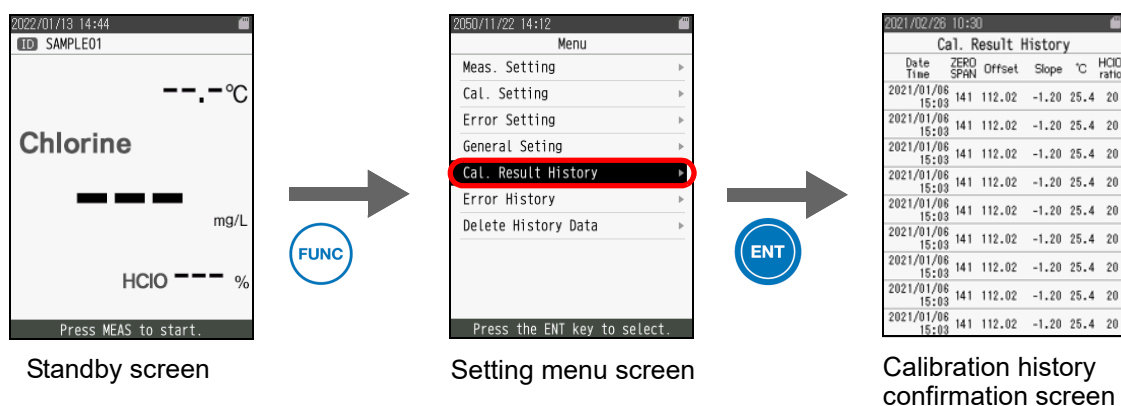 2022/01/13 14:44
ID SAMPLE01
--.-℃
Chlorine
---
mg/L
HClO --- %
Press MEAS to start.
Standby screen
FUNC
2050/11/22 14:12
Menu
Meas. Setting
Cal. Setting
Error Setting
General Seting
Cal. Result History
Error History
Delete History Data
Press the ENT key to select.
Setting menu screen
ENT
2021/02/26 10:30
Cal. Result History
Date ZERO Offset Slope ℃ HClO
Time SPAN ratio
2021/01/06 141 112.02 -1.20 25.4 20
15:03
2021/01/06 141 112.02 -1.20 25.4 20
15:03
2021/01/06 141 112.02 -1.20 25.4 20
15:03
2021/01/06 141 112.02 -1.20 25.4 20
15:03
2021/01/06 141 112.02 -1.20 25.4 20
15:03
2021/01/06 141 112.02 -1.20 25.4 20
15:03
2021/01/06 141 112.02 -1.20 25.4 20
15:03
2021/01/06 141 112.02 -1.20 25.4 20
15:03
2021/01/06 141 112.02 -1.20 25.4 20
15:03
Calibration history
confirmation screen